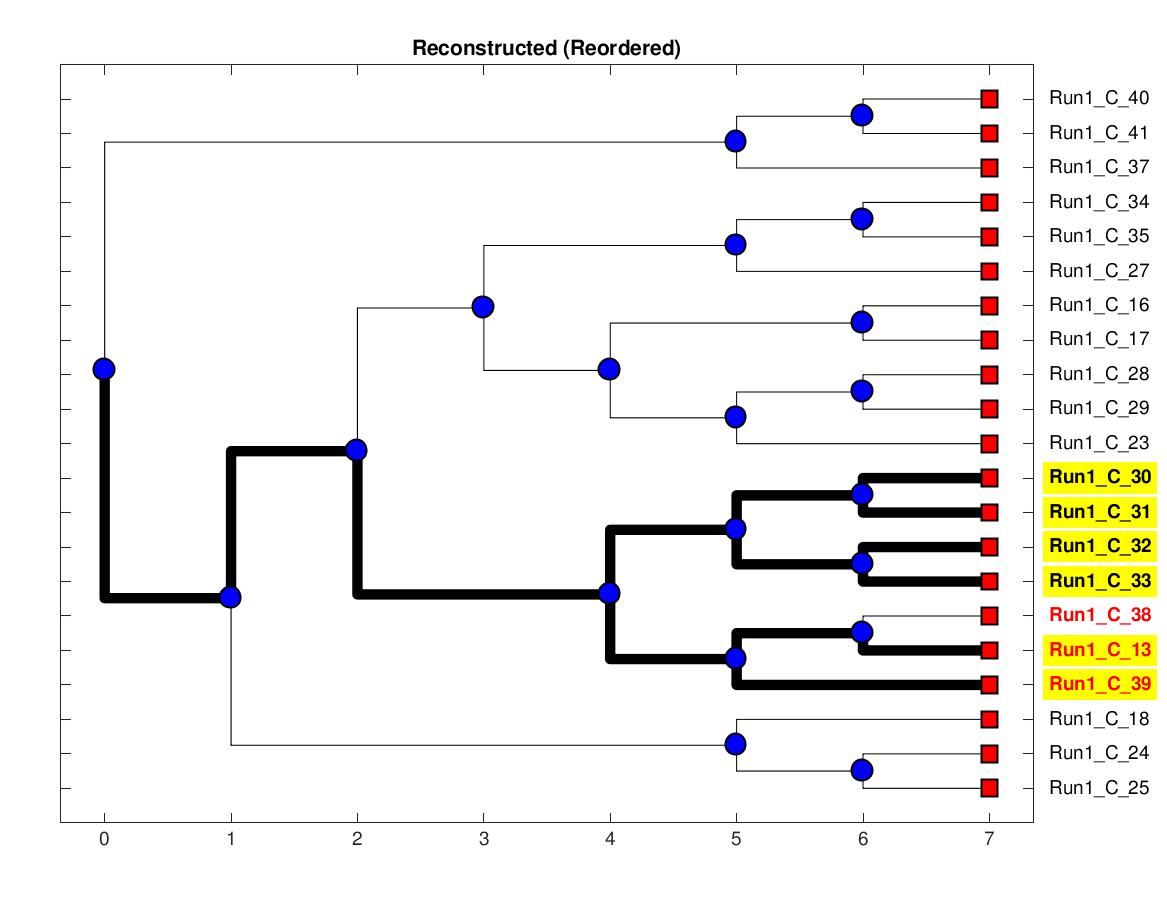 Reconstructed (Reordered)
Run1_C_40
Run1_C_41
Run1_C_37
Run1_C_34
Run1_C_35
Run1_C_27
Run1_C_16
Run1_C_17
Run1_C_28
Run1_C_29
Run1_C_23
Run1_C_30
Run1_C_31
Run1_C_32
Run1_C_33
Run1_C_38
Run1_C_13
Run1_C_39
Run1_C_18
Run1_C_24
Run1_C_25
0 1 2 3 4 5 6 7